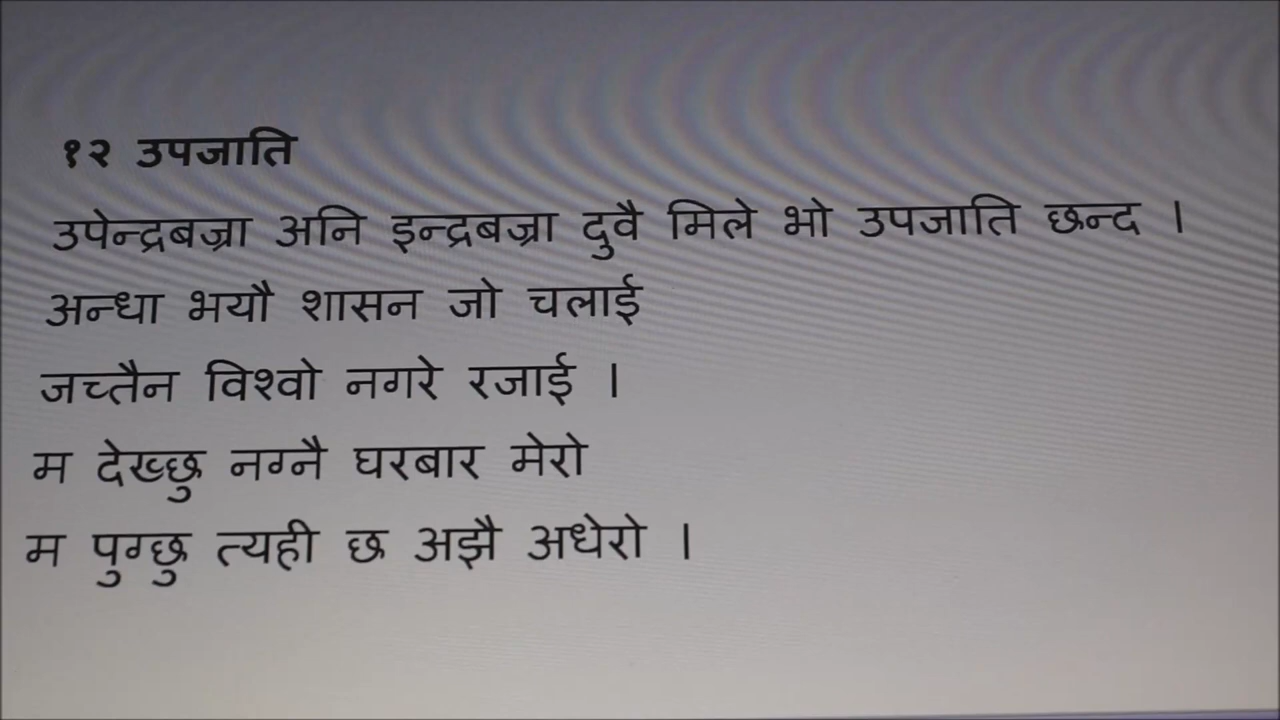 १२ उपजाति
उपेन्द्रबज्रा अनि इन्द्रबज्रा दुवै मिले भो उपजाति छन्द ।
अन्धा भयौ शासन जो चलाई
जच्तैन विश्वो नगरे रजाई ।
म देख्छु नग्नै घरबार मेरो
म पुग्छु त्यही छ अझै अधेरो ।